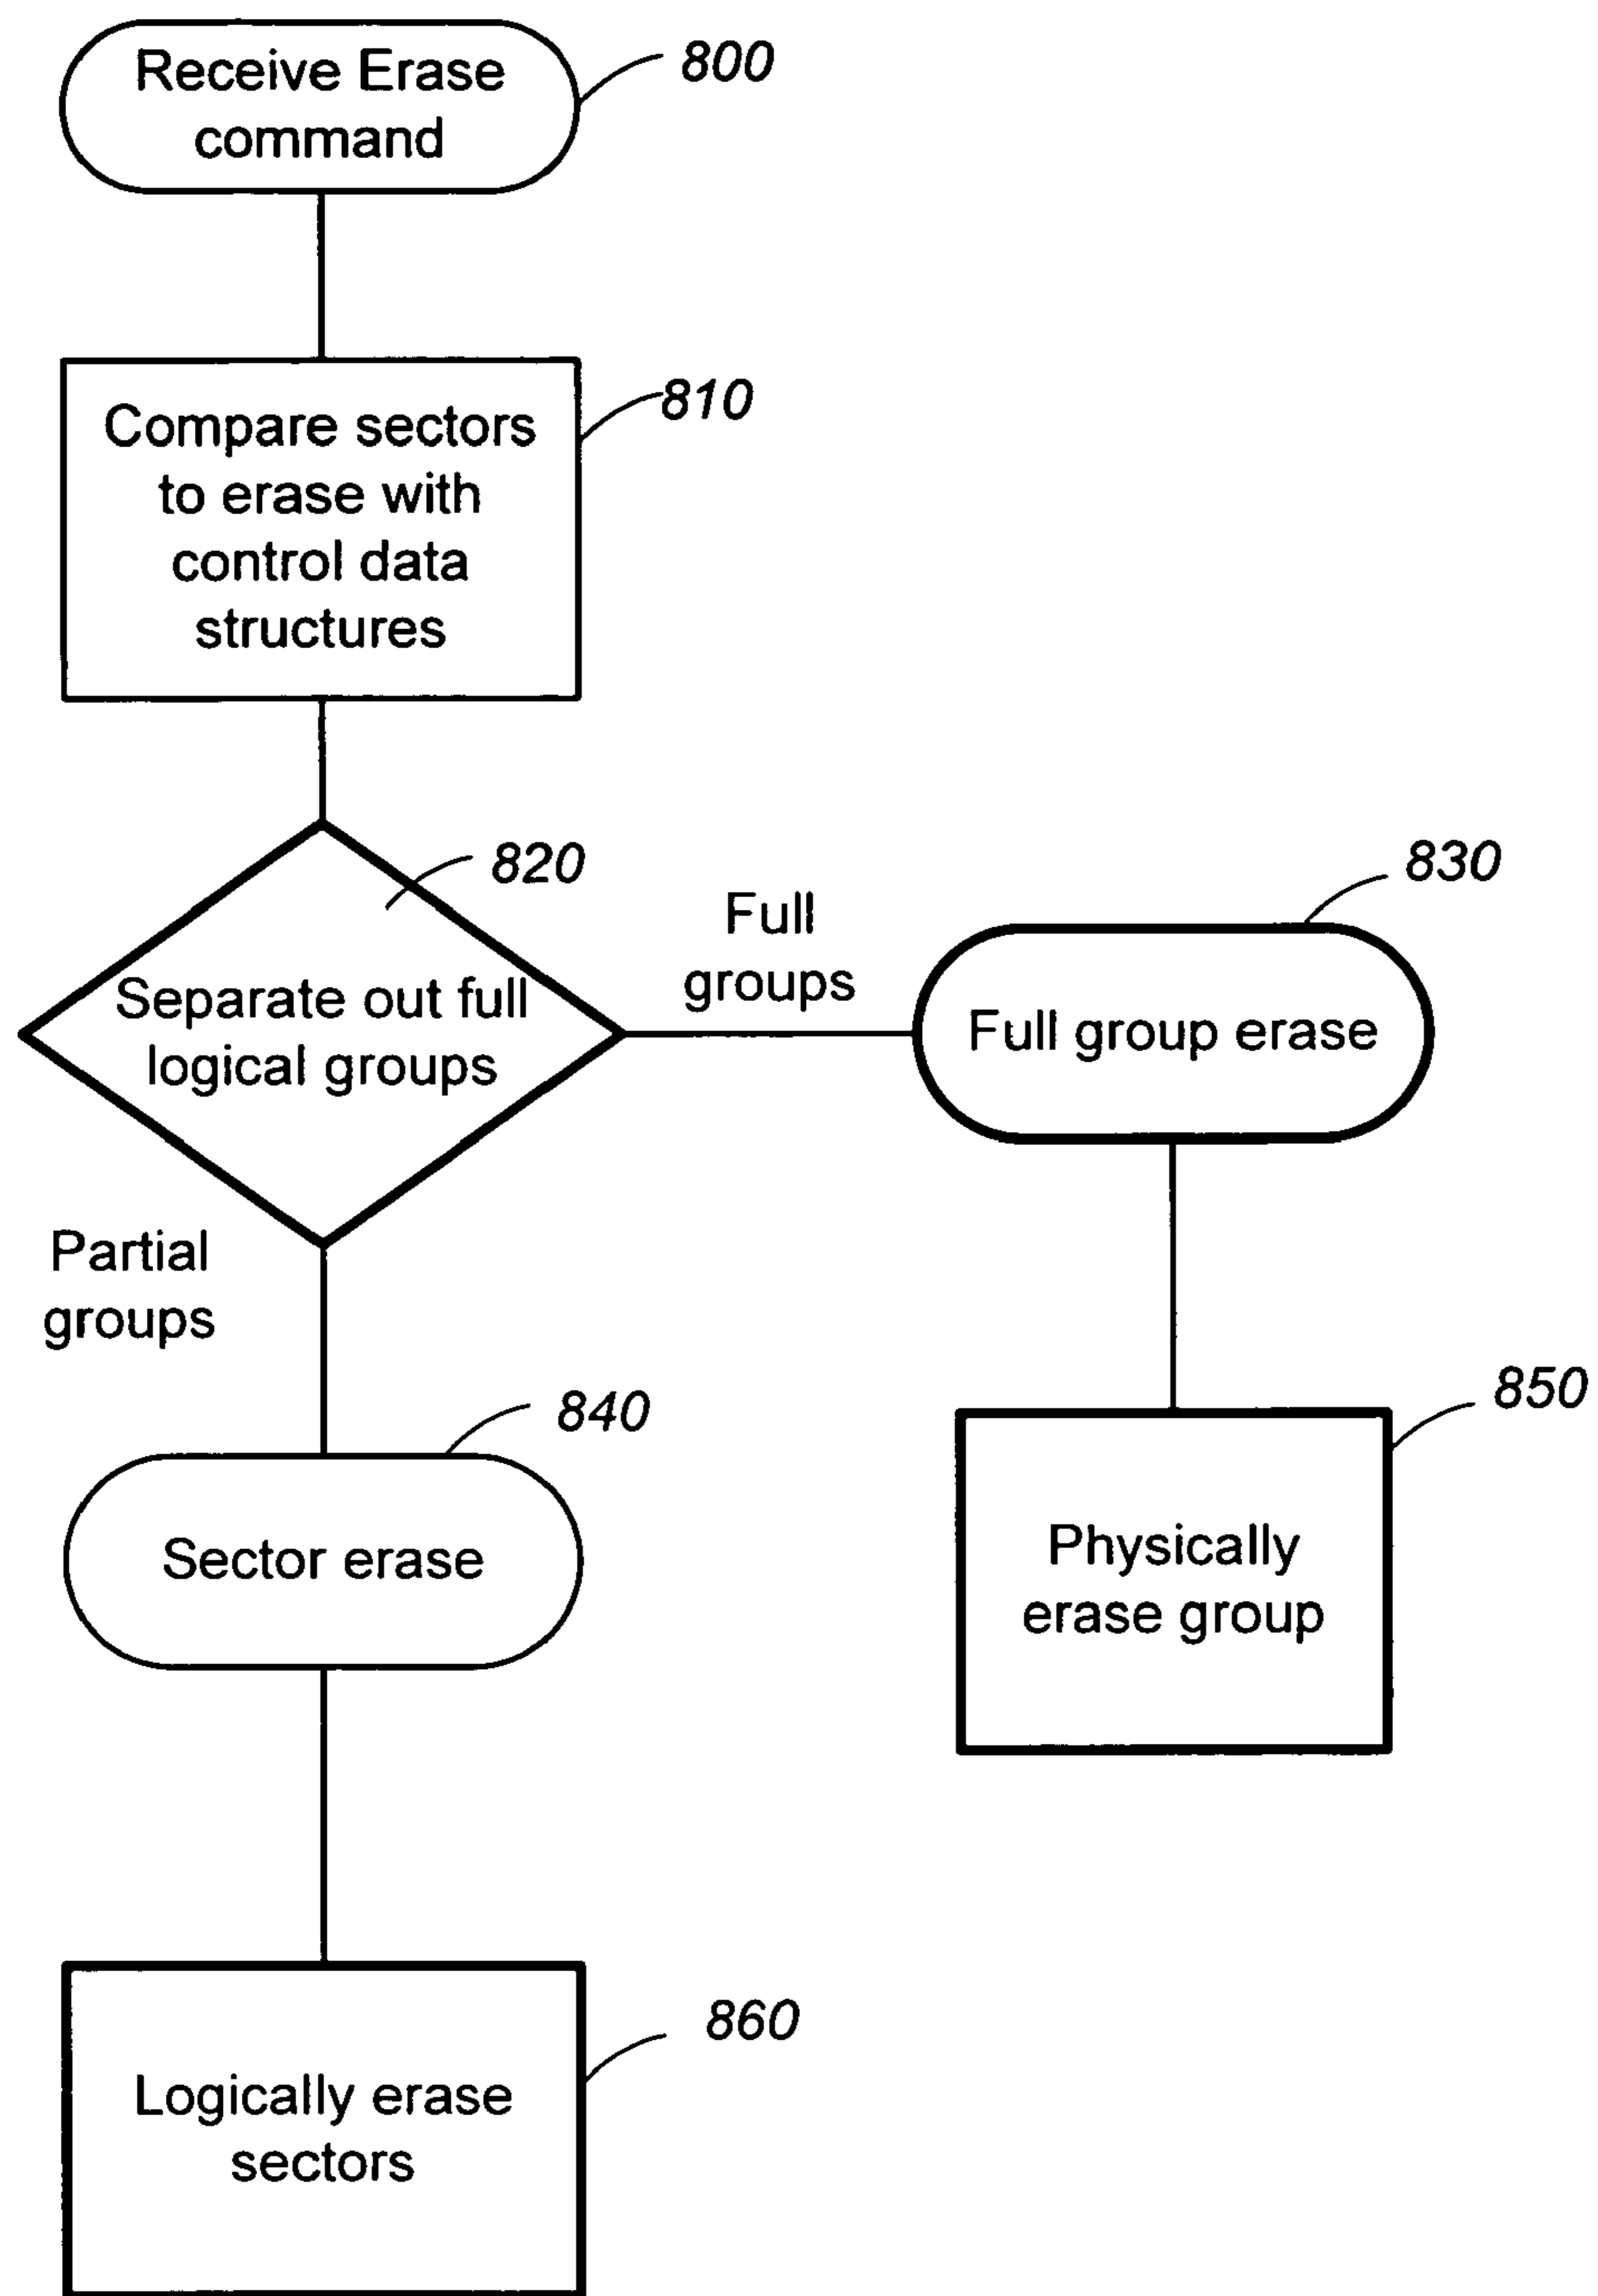 Receive Erase
command
800
Compare sectors
to erase with
control data
structures
810
820
Separate out full
logical groups
Full
groups
830
Full group erase
Partial
groups
840
Sector erase
850
Physically
erase group
860
Logically erase
sectors